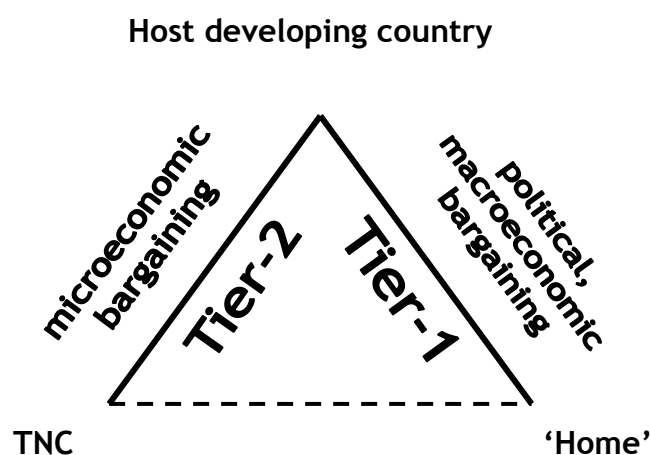 Host developing country
microeconomic
bargaining
Tier-2
Tier-1
political,
macroeconomic
bargaining
TNC
‘Home’